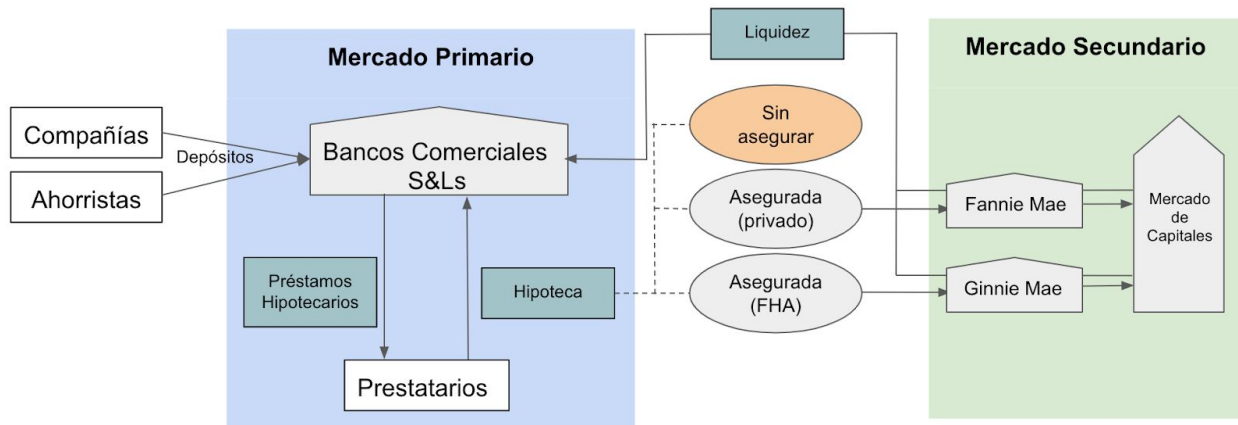 Liquidez
Mercado Primario
Mercado Secundario
Compañías
Depósitos
Ahorristas
Bancos Comerciales
S&Ls
Sin
asegurar
Asegurada
(privado)
Asegurada
(FHA)
Fannie Mae
Ginnie Mae
Mercado
de
Capitales
Préstamos
Hipotecarios
Hipoteca
Prestatarios